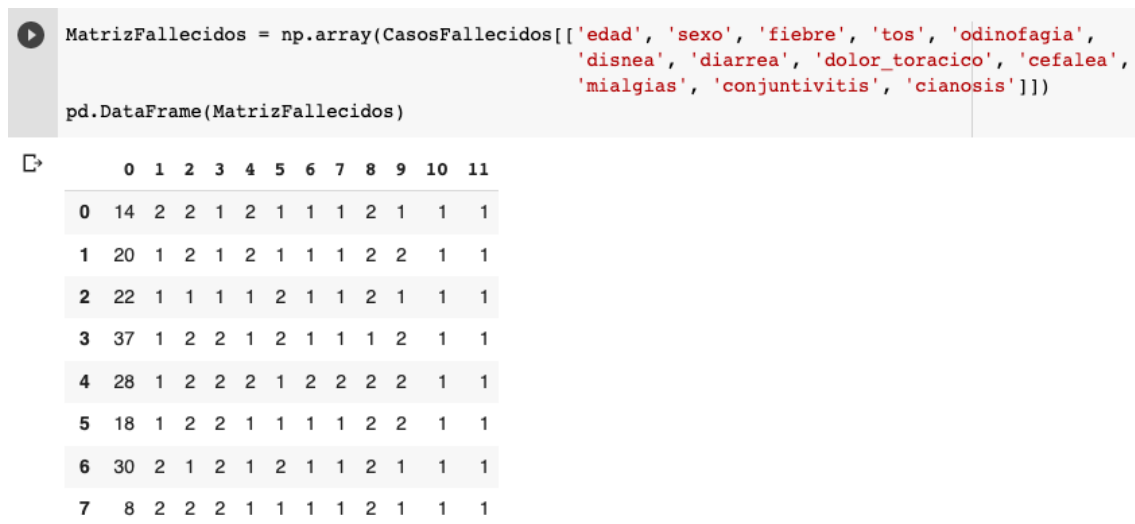 MatrizFallecidos = np.array(CasosFallecidos[['edad', 'sexo', 'fiebre', 'tos', 'odinofagia',
'disnea', 'diarrea', 'dolor_toracico', 'cefalea',
'mialgias', 'conjuntivitis', 'cianosis']])
pd.DataFrame(MatrizFallecidos)
0 1 2 3 4 5 6 7 8 9 10 11
0 14 2 2 1 2 1 1 1 2 1 1 1
1 20 1 2 1 2 1 1 1 2 2 1 1
2 22 1 1 1 1 2 1 1 2 1 1 1
3 37 1 2 2 1 2 1 1 1 2 1 1
4 28 1 2 2 2 1 2 2 2 2 1 1
5 18 1 2 2 1 1 1 1 2 2 1 1
6 30 2 1 2 1 2 1 1 2 1 1 1
7 8 2 2 2 1 1 1 1 2 1 1 1